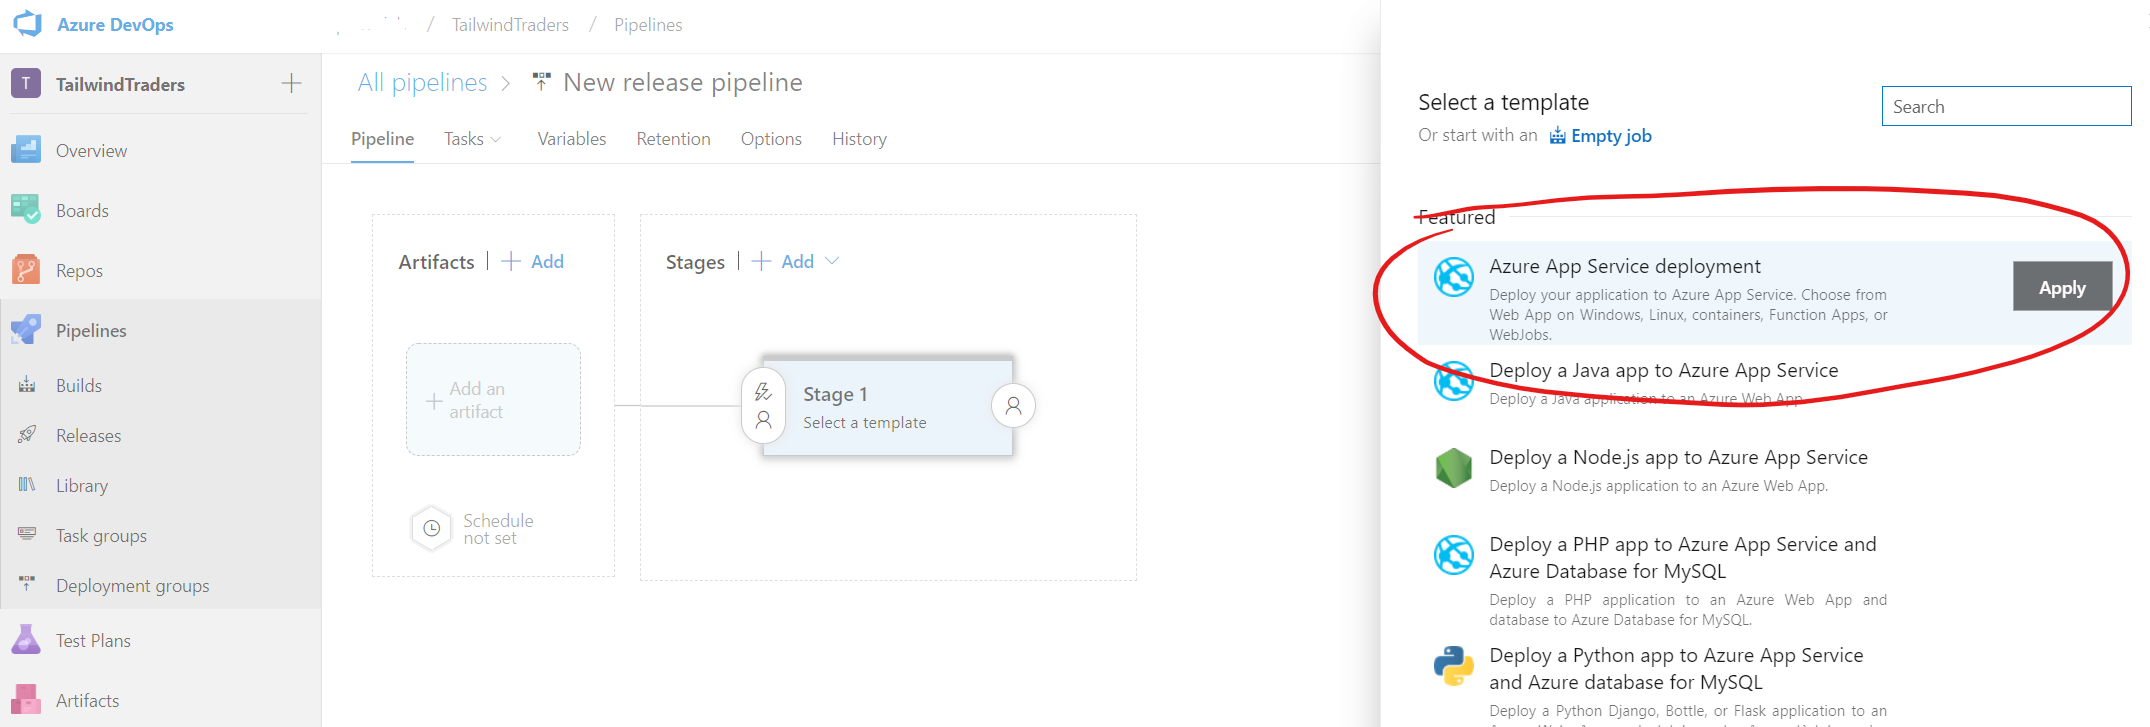 Azure DevOps
/ TailwindTraders / Pipelines
T TailwindTraders
Overview
Boards
Repos
Pipelines
Builds
Releases
Library
Task groups
Deployment groups
Test Plans
Artifacts
All pipelines > New release pipeline
Pipeline Tasks Variables Retention Options History
Artifacts | + Add
Add an
artifact
Schedule
not set
Stages | + Add
Stage 1
Select a template
Select a template
Search
Or start with an Empty job
Featured
Azure App Service deployment
Deploy your application to Azure App Service. Choose from
Web App on Windows, Linux, containers, Function Apps, or
WebJobs.
Apply
Deploy a Java app to Azure App Service
Deploy a Java application to an Azure Web App.
Deploy a Node.js app to Azure App Service
Deploy a Node.js application to an Azure Web App.
Deploy a PHP app to Azure App Service and
Azure Database for MySQL
Deploy a PHP application to an Azure Web App and
database to Azure Database for MySQL.
Deploy a Python app to Azure App Service
and Azure database for MySQL
Deploy a Python Django, Bottle, or Flask application to an